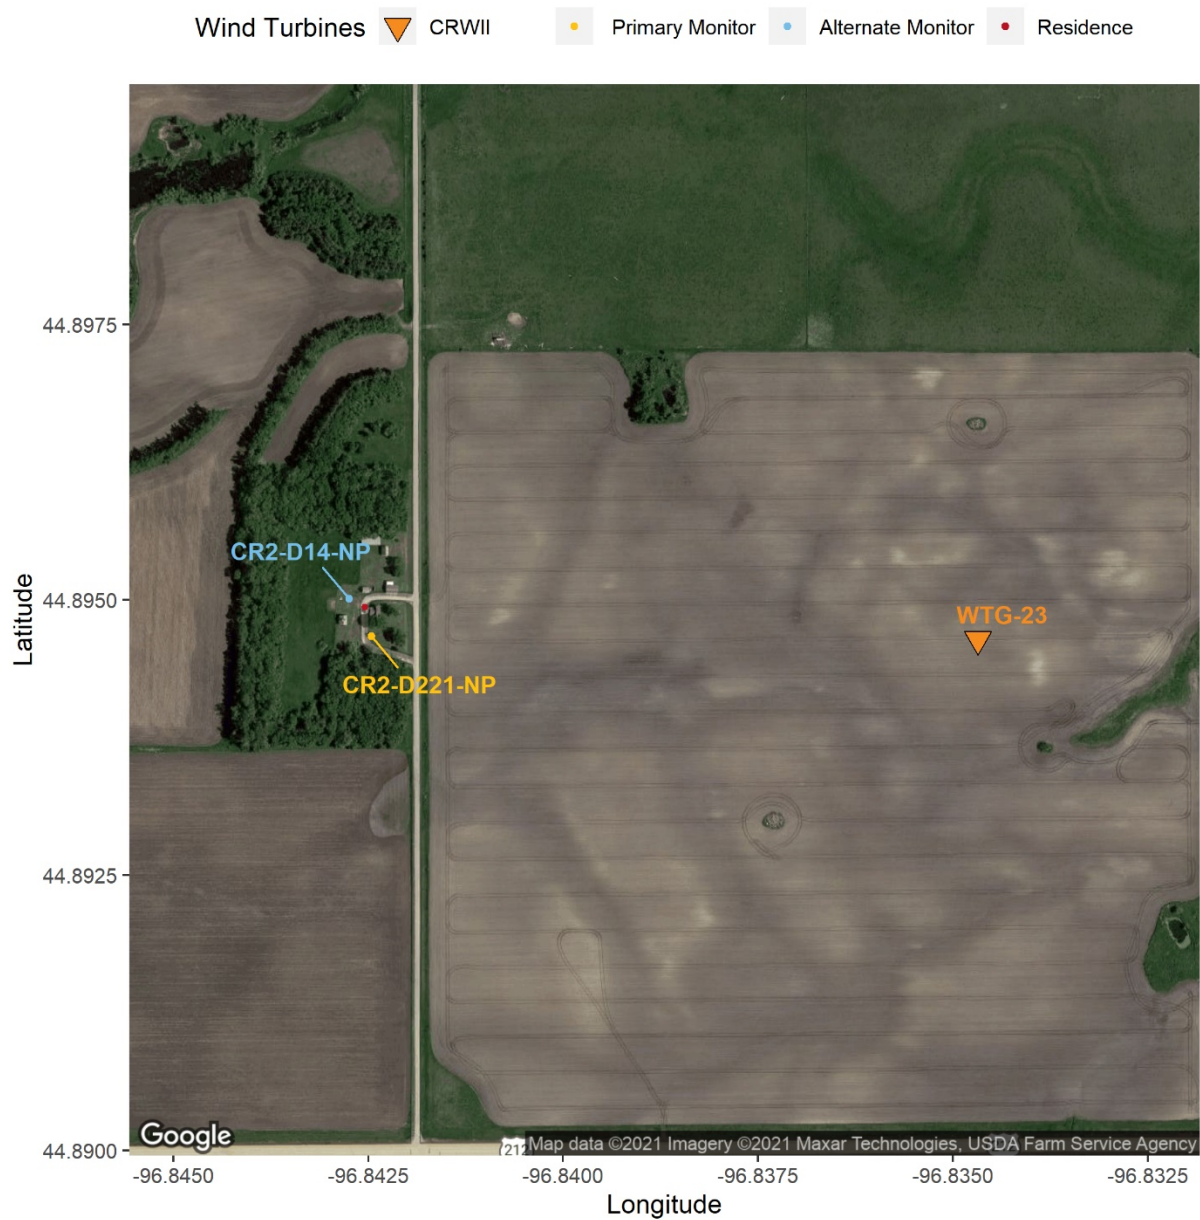 Wind Turbines CRWII Primary Monitor Alternate Monitor Residence
44.8975
CR2-D14-NP
44.8950
WTG-23
Latitude
CR2-D221-NP
44.8925
Google
212
Map data ©2021 Imagery ©2021 Maxar Technologies, USDA Farm Service Agency
44.8900
-96.8450 -96.8425 -96.8400 -96.8375 -96.8350 -96.8325
Longitude